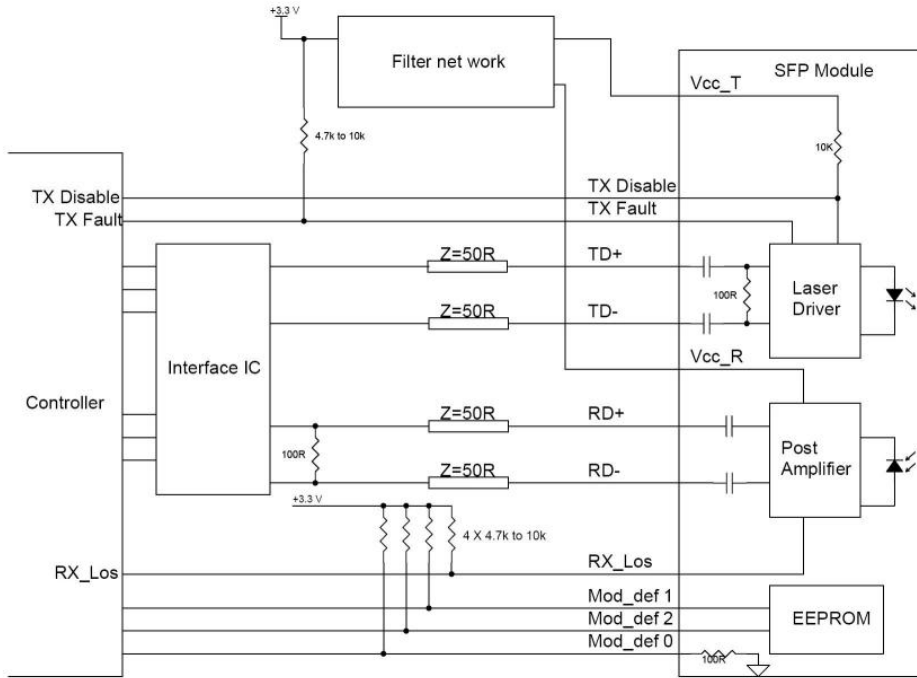 +3.3 V
Filter net work
SFP Module
Vcc_T
4.7k to 10k
10K
TX Disable
TX Disable
TX Fault
TX Fault
Z=50R
TD+
100R
Laser
Driver
Z=50R
TD-
Vcc_R
Interface IC
Controller
Z=50R
RD+
100R
Post
Amplifier
Z=50R
RD-
+3.3 V
4 X 4.7k to 10k
RX_Los
RX_Los
Mod_def 1
EEPROM
Mod_def 2
Mod_def 0
100R